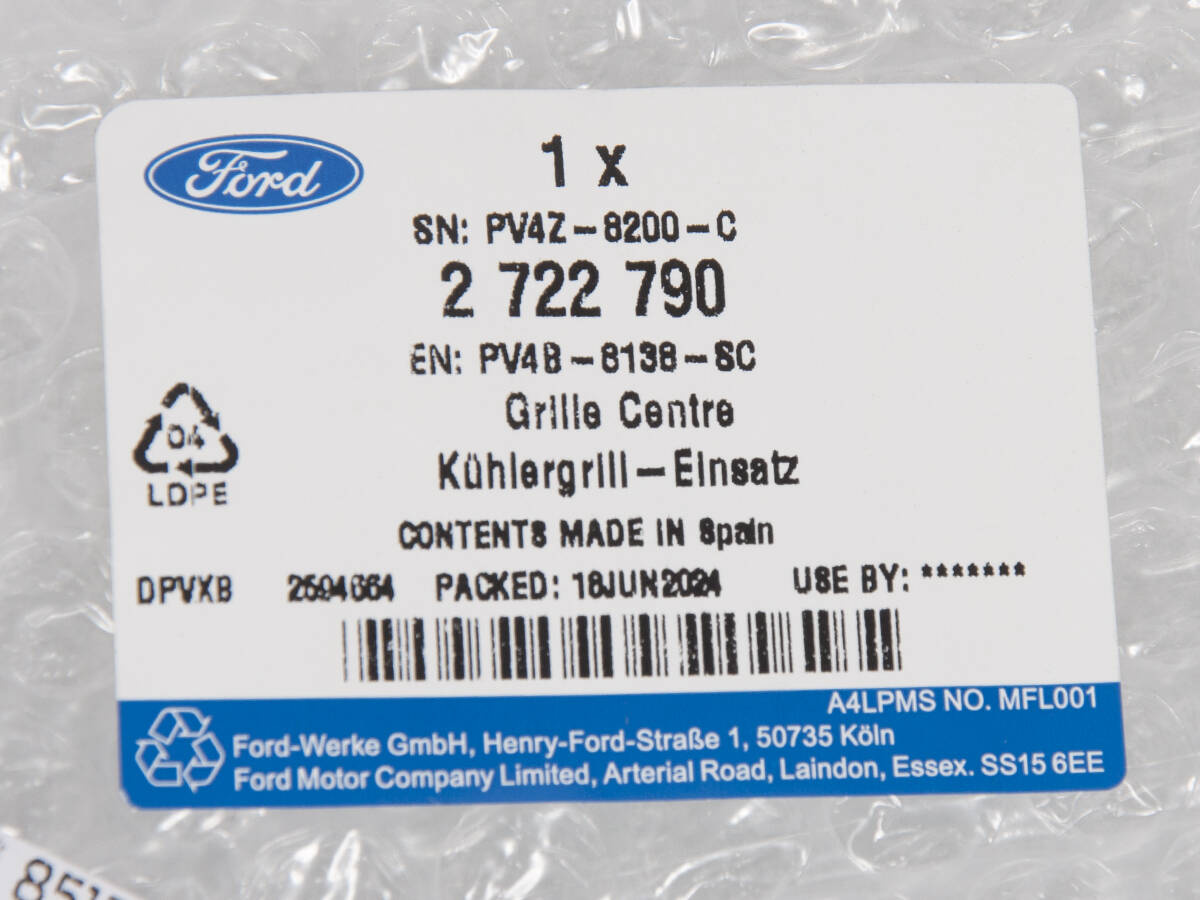 Ford
1 x
SN: PV4Z-8200-C
2 722 790
EN: PV4B-8138-SC
Grille Centre
Kühlergrill-Einsatz
04
LDPE
CONTENTS MADE IN Spain
DPVXB 2594664 PACKED: 18JUN2024 USE BY: *******
A4LPMS NO. MFL001
Ford-Werke GmbH, Henry-Ford-Straße 1, 50735 Köln
Ford Motor Company Limited, Arterial Road, Laindon, Essex. SS15 6EE